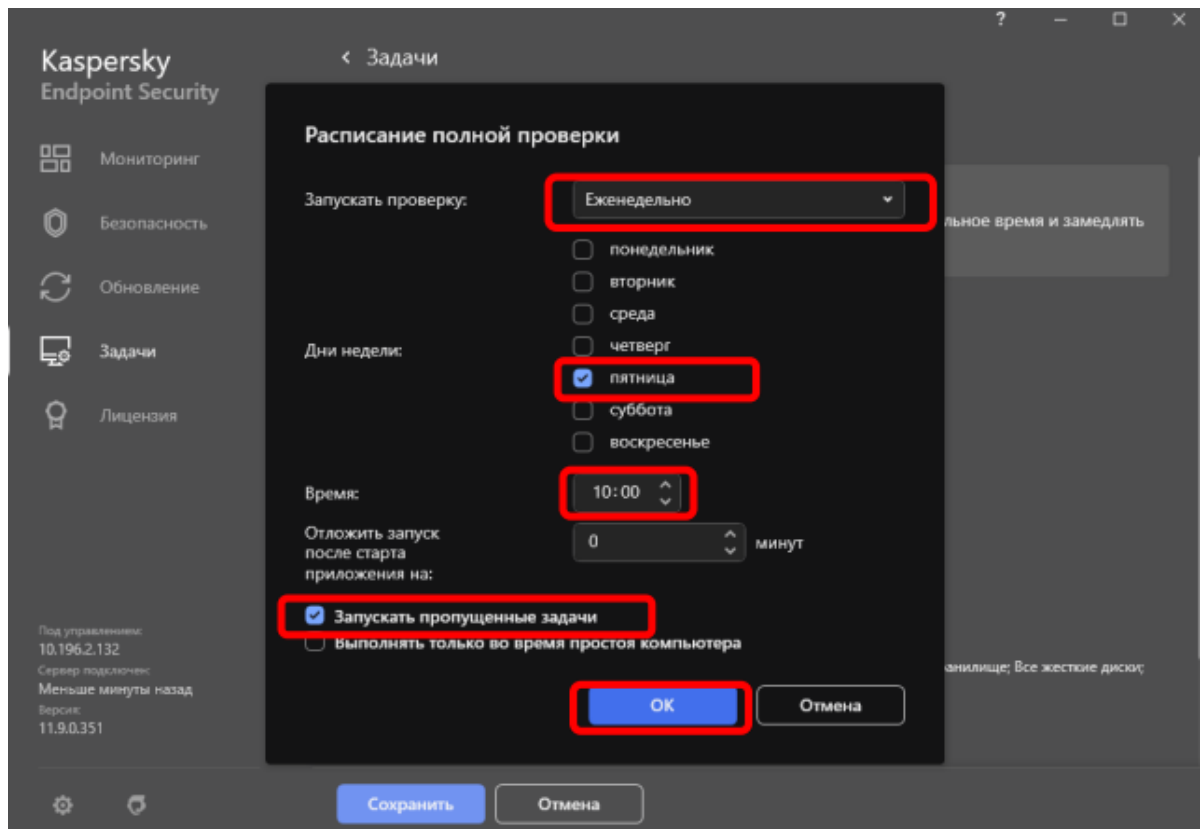 ?
Kaspersky
Endpoint Security
Задачи
Мониторинг
Безопасность
Обновление
Задачи
Лицензия
Под управлением:
10.196.2.132
Сервер подключен:
Меньше минуты назад
Версия:
11.9.0.351
Расписание полной проверки
Запускать проверку:
Еженедельно
Дни недели:
понедельник
вторник
среда
четверг
пятница
суббота
воскресенье
Время:
10:00
Отложить запуск
после старта
приложения на:
0
минут
Запускать пропущенные задачи
Выполнять только во время простоя компьютера
ОК
Отмена
время и замедлять
Все жесткие диски;
Сохранить
Отмена